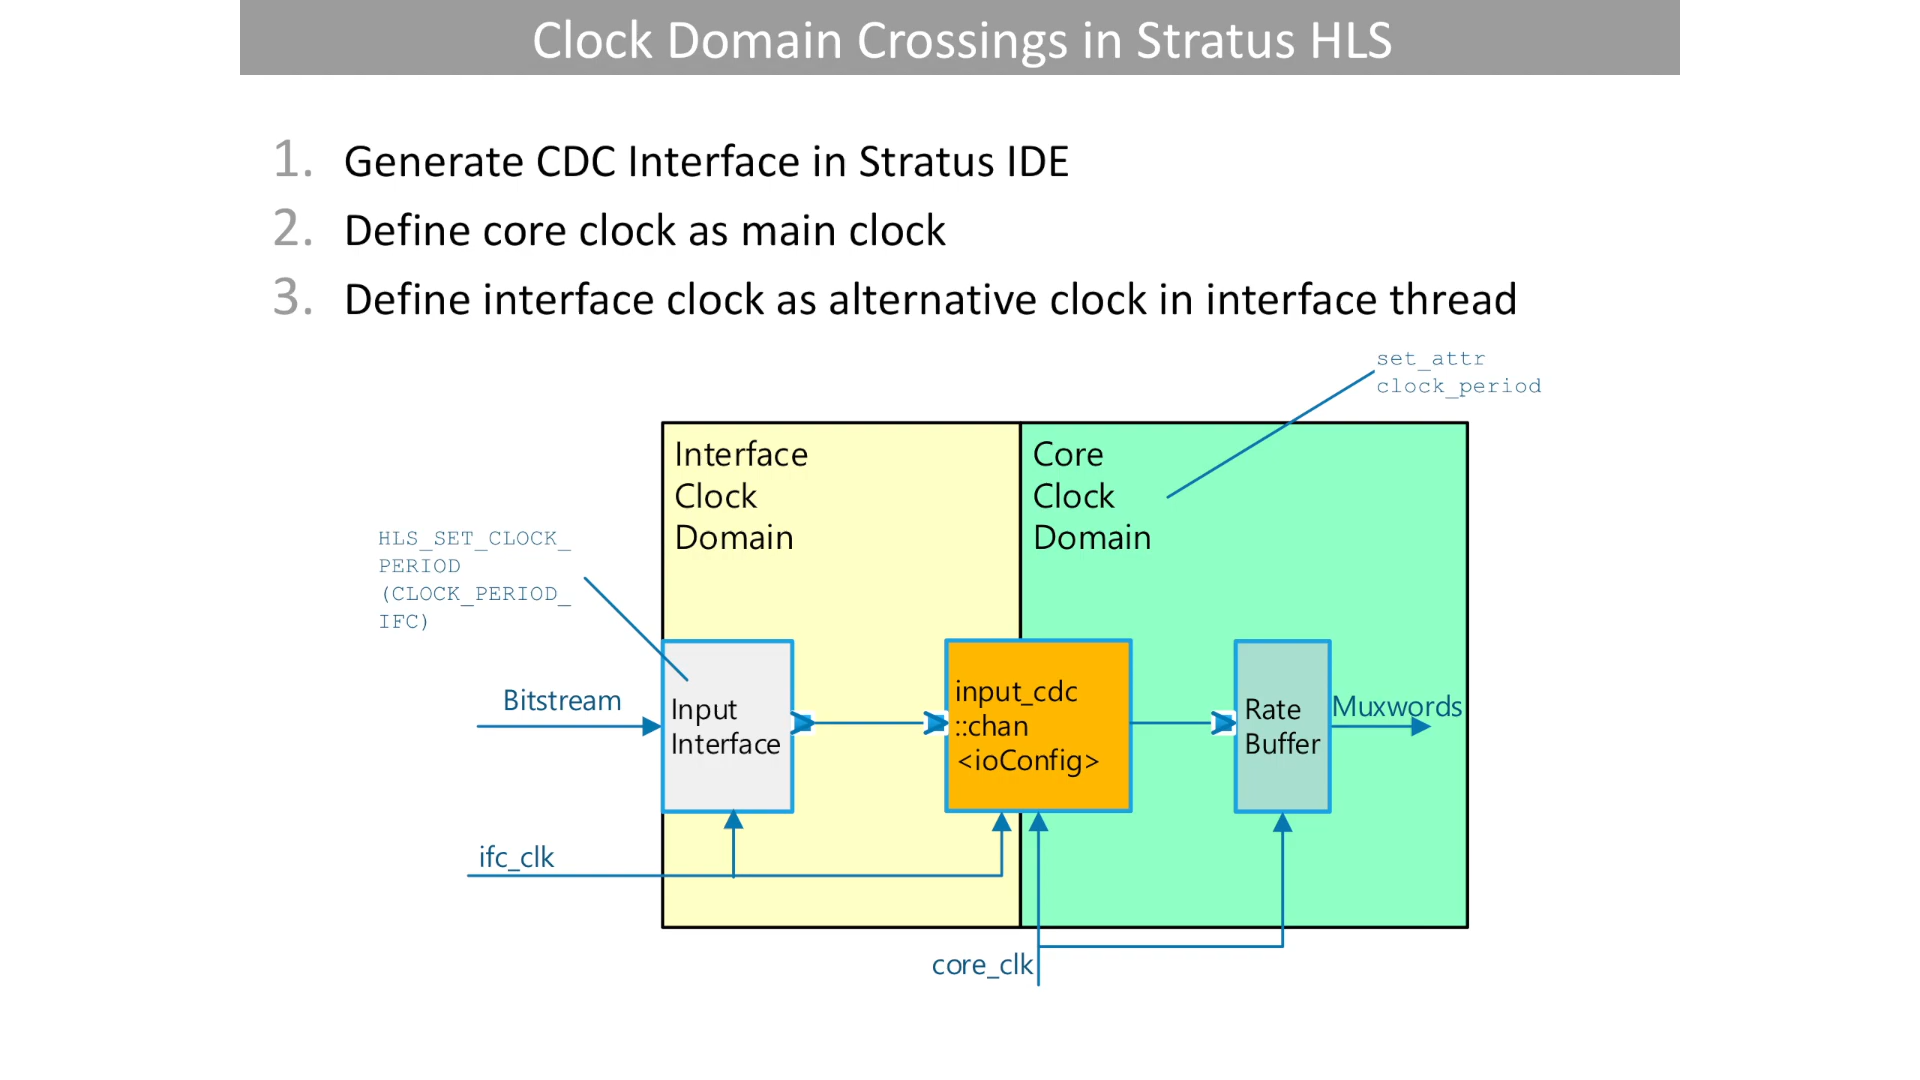 Clock Domain Crossings in Stratus HLS
1. Generate CDC Interface in Stratus IDE
2. Define core clock as main clock
3. Define interface clock as alternative clock in interface thread
set_attr
clock_period
Interface
Clock
Domain
Core
Clock
Domain
HLS_SET_CLOCK_
PERIOD
(CLOCK_PERIOD_
IFC)
Bitstream
Input
Interface
input_cdc
::chan
<ioConfig>
Rate
Buffer
Muxwords
ifc_clk
core_clk